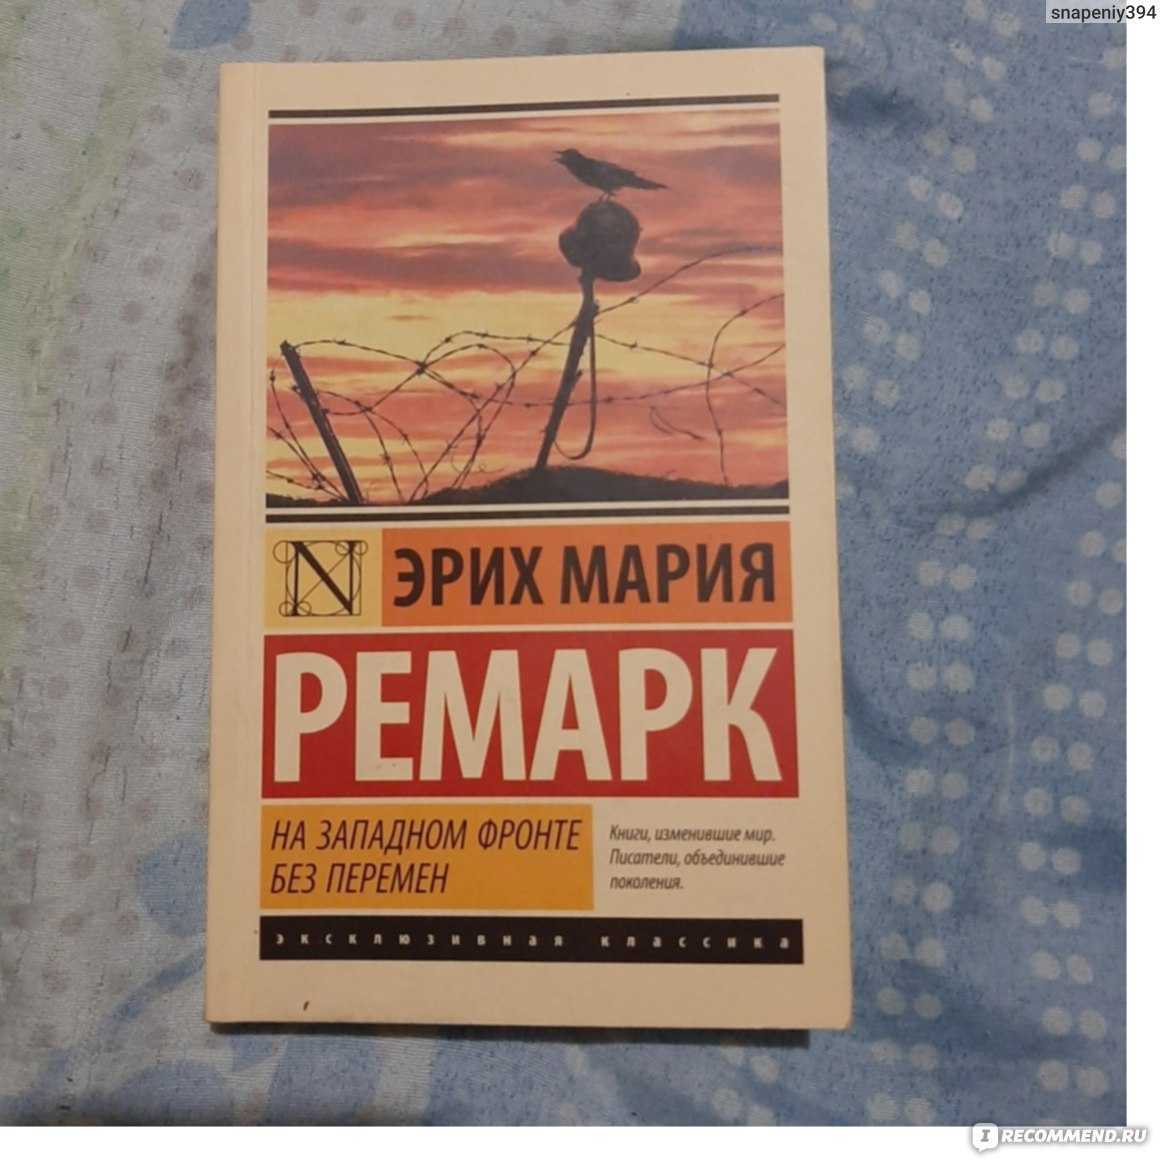 snapeniy394
N
ЭРИХ МАРИЯ
РЕМАРК
НА ЗАПАДНОМ ФРОНТЕ
БЕЗ ПЕРЕМЕН
Книги, изменившие мир.
Писатели, объединившие
поколения.
эксклюзивная классика
IRECOMMEND.RU